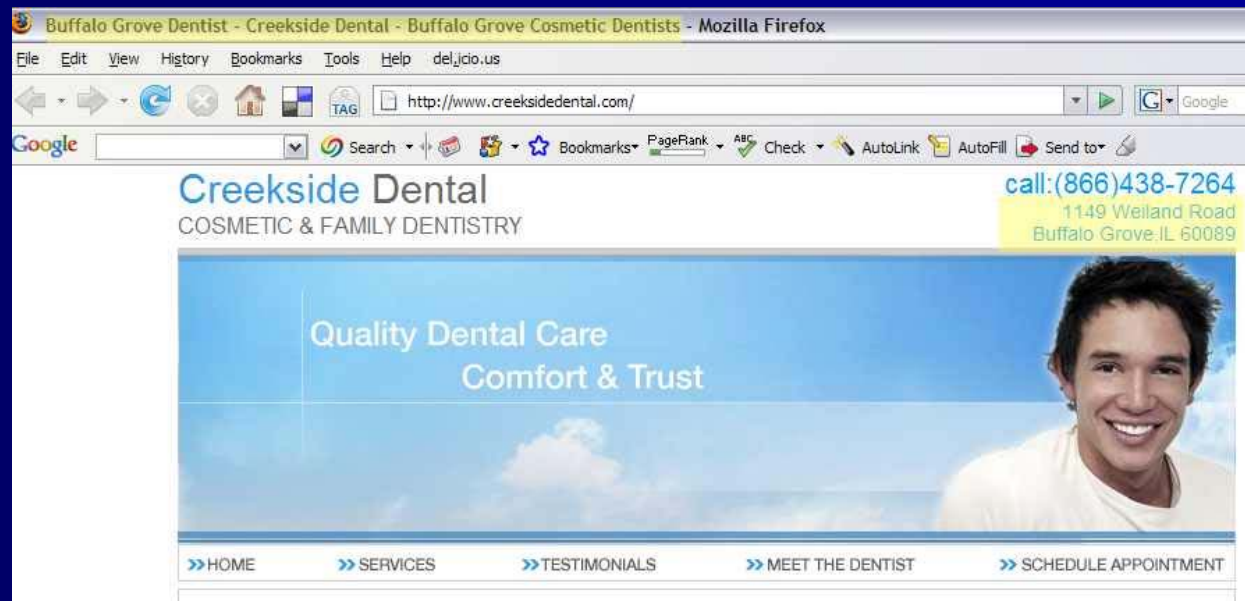 Buffalo Grove Dentist - Creekside Dental - Buffalo Grove Cosmetic Dentists - Mozilla Firefox
File Edit View History Bookmarks Tools Help del.icio.us
TAG http://www.creeksidedental.com/ G Google
Google Search Bookmarks PageRank ABC Check AutoLink AutoFill Send to
Creekside Dental
call:(866)438-7264
COSMETIC & FAMILY DENTISTRY
1149 Weiland Road
Buffalo Grove,IL 60089
Quality Dental Care
Comfort & Trust
>>HOME >> SERVICES >>TESTIMONIALS >> MEET THE DENTIST >> SCHEDULE APPOINTMENT